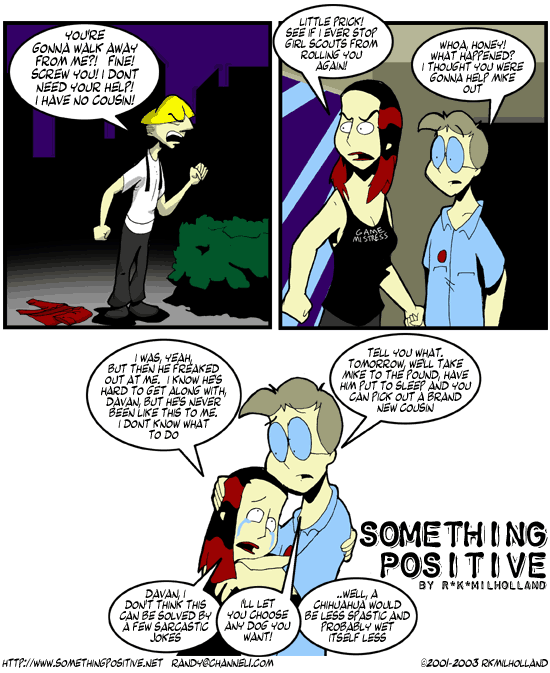 YOU'RE
GONNA WALK AWAY
FROM ME?! FINE!
SCREW YOU! I DONT
NEED YOUR HELP!
I HAVE NO COUSIN!
LITTLE PRICK!
SEE IF I EVER STOP
GIRL SCOUTS FROM
ROLLING YOU
AGAIN!
WHOA, HONEY!
WHAT HAPPENED?
I THOUGHT YOU WERE
GONNA HELP MIKE
OUT
GAME
MISTRESS
I WAS, YEAH,
BUT THEN HE FREAKED
OUT AT ME. I KNOW HE'S
HARD TO GET ALONG WITH,
DAVAN, BUT HE'S NEVER
BEEN LIKE THIS TO ME.
I DONT KNOW WHAT
TO DO
TELL YOU WHAT.
TOMORROW, WE'LL TAKE
MIKE TO THE POUND, HAVE
HIM PUT TO SLEEP AND YOU
CAN PICK OUT A BRAND
NEW COUSIN
DAVAN, I
DON'T THINK THIS
CAN BE SOLVED BY
A FEW SARCASTIC
JOKES
I'LL LET
YOU CHOOSE
ANY DOG YOU
WANT!
..WELL, A
CHIHUAHUA WOULD
BE LESS SPASTIC AND
PROBABLY WET
ITSELF LESS
SOMETHING
POSITIVE
BY R*K*MILHOLLAND
HTTP://WWW.SOMETHINGPOSITIVE.NET RANDY@CHANNEL1.COM ©2001-2003 RKMILHOLLAND